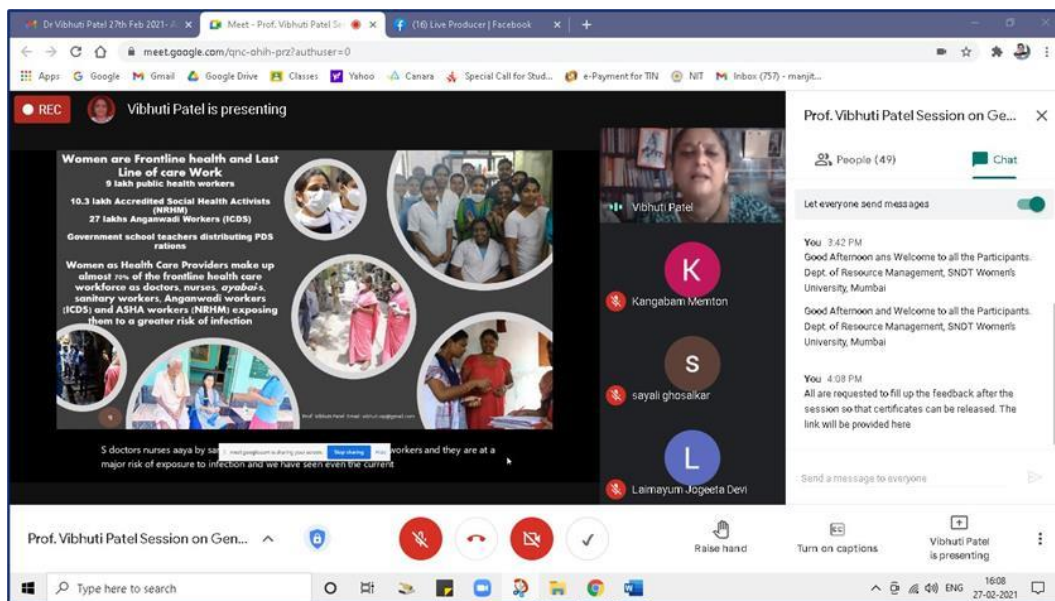 Dr Vibhuti Patel 27th Feb 2021- A
Meet - Prof. Vibhuti Patel Se
(16) Live Producer | Facebook
meet.google.com/qnc-ohih-prz?authuser=0
Apps Google Gmail Google Drive Classes Yahoo Canara Special Call for Stud... e-Payment for TIN NIT Inbox (757) - manjit...
REC
Vibhuti Patel is presenting
Women are Frontline health and Last
Line of care Work
9 lakh public health workers
10.3 lakh Accredited Social Health Activists
(NRHM)
27 lakhs Anganwadi Workers (ICDS)
Government school teachers distributing PDS
rations
Women as Health Care Providers make up
almost 70% of the frontline health care
workforce as doctors, nurses, ayabai-s,
sanitary workers, Anganwadi workers
(ICDS) and ASHA workers (NRHM) exposing
them to a greater risk of infection
9
Prof. Vibhuti Patel Email
S doctors nurses aaya by
meet.google.com is sharing your screen. Stop sharing Hide
workers and they are at a
major risk of exposure to infection and we have seen even the current
Vibhuti Patel
K
Kangabam Memton
S
sayali ghosalkar
L
Laimayum Jogeeta Devi
Prof. Vibhuti Patel Session on Ge...
People (49)
Chat
Let everyone send messages
You 3:42 PM
Good Afternoon ans Welcome to all the Participants.
Dept. of Resource Management, SNDT Women's
University, Mumbai
Good Afternoon and Welcome to all the Participants.
Dept. of Resource Management, SNDT Women's
University, Mumbai
You 4:08 PM
All are requested to fill up the feedback after the
session so that certificates can be released. The
link will be provided here
Send a message to everyone
Prof. Vibhuti Patel Session on Gen...
Raise hand
Turn on captions
Vibhuti Patel
is presenting
Type here to search
ENG
16:08
27-02-2021